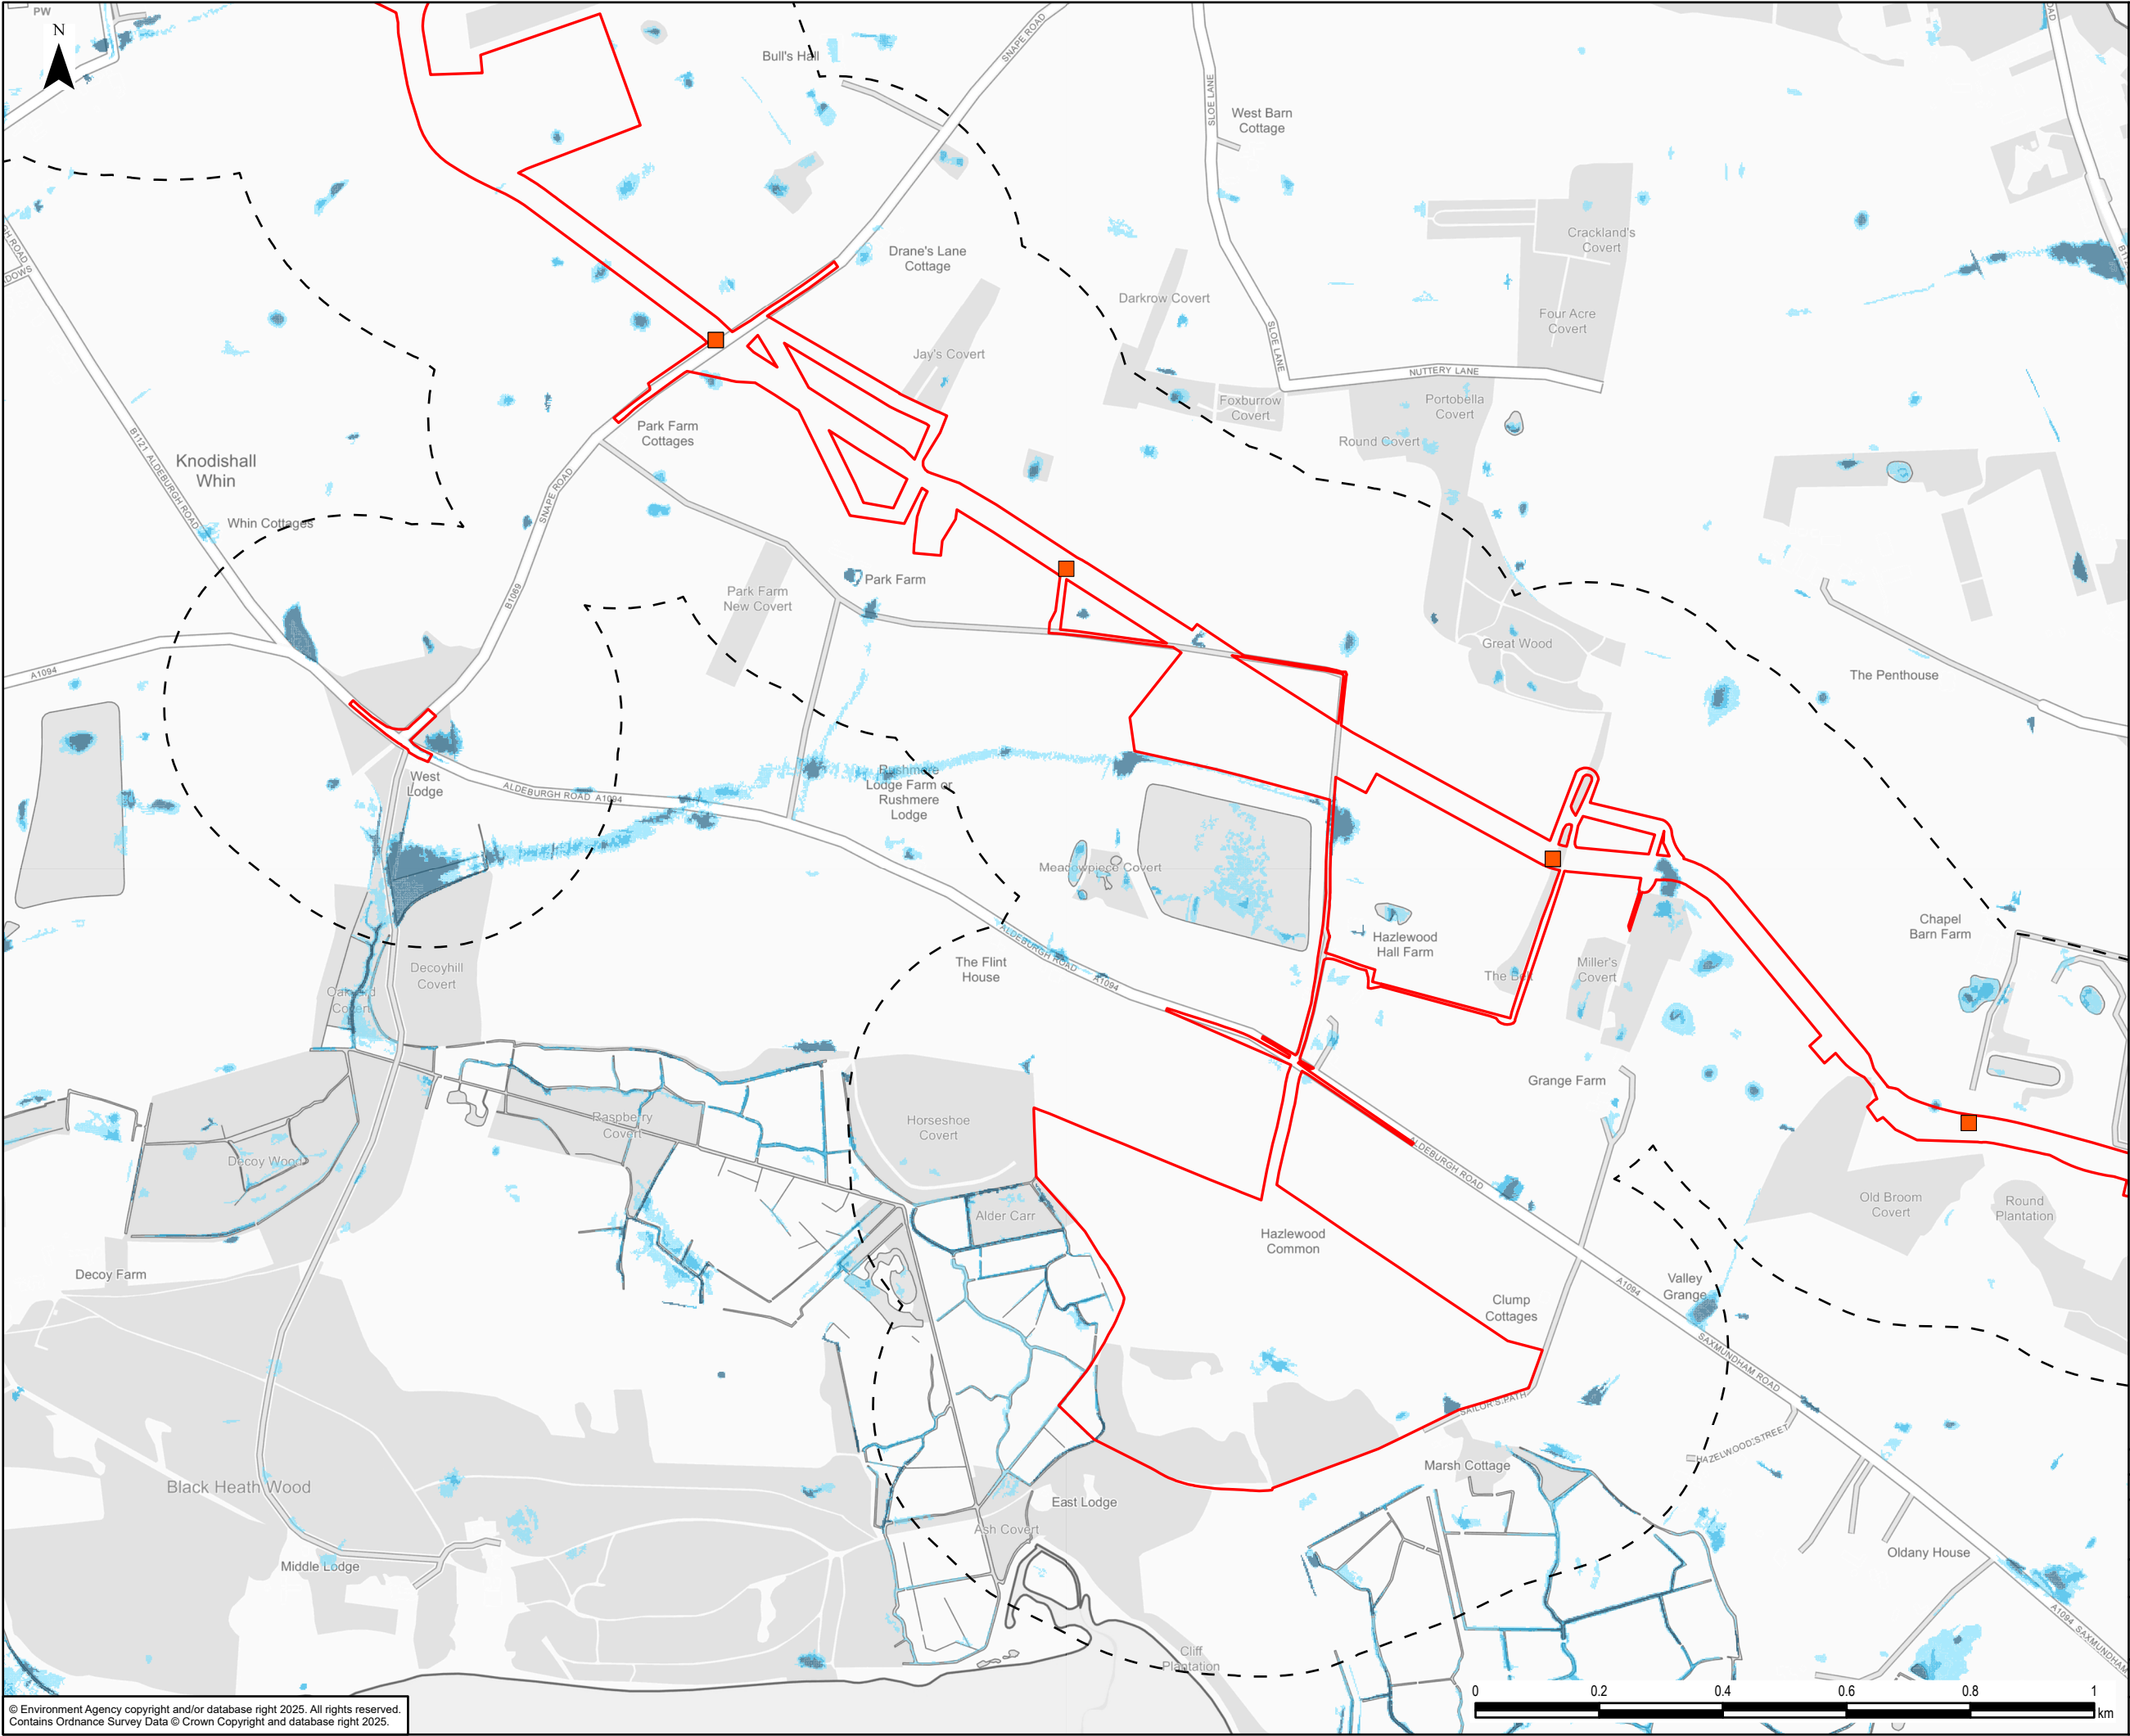 PW
N
Bull's Hall
SNAPE ROAD
SLOE LANE
West Barn
Cottage
Crackland's
Covert
Drane's Lane
Cottage
Darkrow Covert
Four Acre
Covert
SLOE LANE
Jay's Covert
NUTTERY LANE
Foxburrow
Covert
Portobella
Covert
Round Covert
Park Farm
Cottages
Knodishall
Whin
B1121 ALDEBURGH ROAD
Whin Cottages
SNAPE ROAD
B1069
Park Farm
Park Farm
New Covert
Great Wood
The Penthouse
A1094
West
Lodge
ALDEBURGH ROAD A1094
Rushmere
Lodge Farm or
Rushmere
Lodge
Meadowpiece Covert
Chapel
Barn Farm
Hazlewood
Hall Farm
ALDEBURGH ROAD
A1094
The Flint
House
Decoyhill
Covert
The Belt
Miller's
Covert
Covert
Grange Farm
Horseshoe
Covert
Raspberry
Covert
Decoy Wood
ALDEBURGH ROAD
Old Broom
Covert
Round
Plantation
Alder Carr
Hazlewood
Common
Decoy Farm
Valley
Grange
A1094
Clump
Cottages
SAXMUNDHAM ROAD
SAILOR'S PATH
HAZELWOOD STREET
Marsh Cottage
Black Heath Wood
East Lodge
Ash Covert
Middle Lodge
Oldany House
A1094 SAXMUNDHAM
Cliff
Plantation
0 0.2 0.4 0.6 0.8 1
km
© Environment Agency copyright and/or database right 2025. All rights reserved.
Contains Ordnance Survey Data © Crown Copyright and database right 2025.